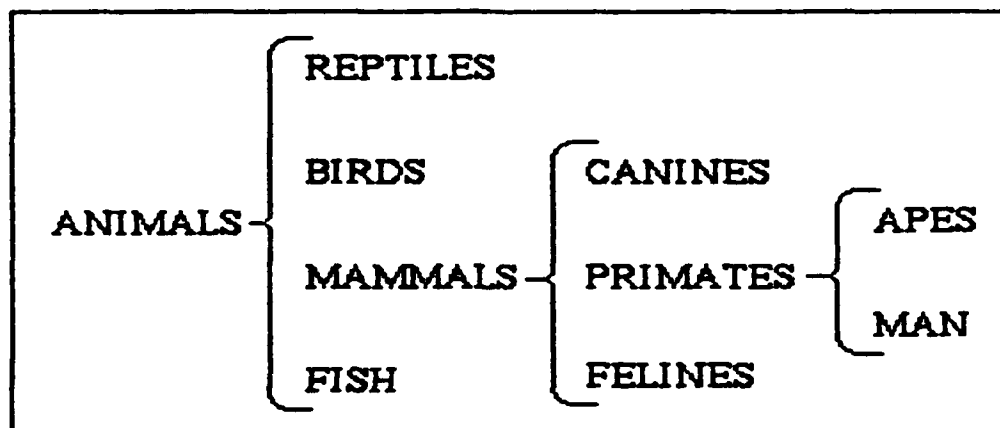 ANIMALS
REPTILES
BIRDS
MAMMALS
FISH
CANINES
PRIMATES
FELINES
APES
MAN